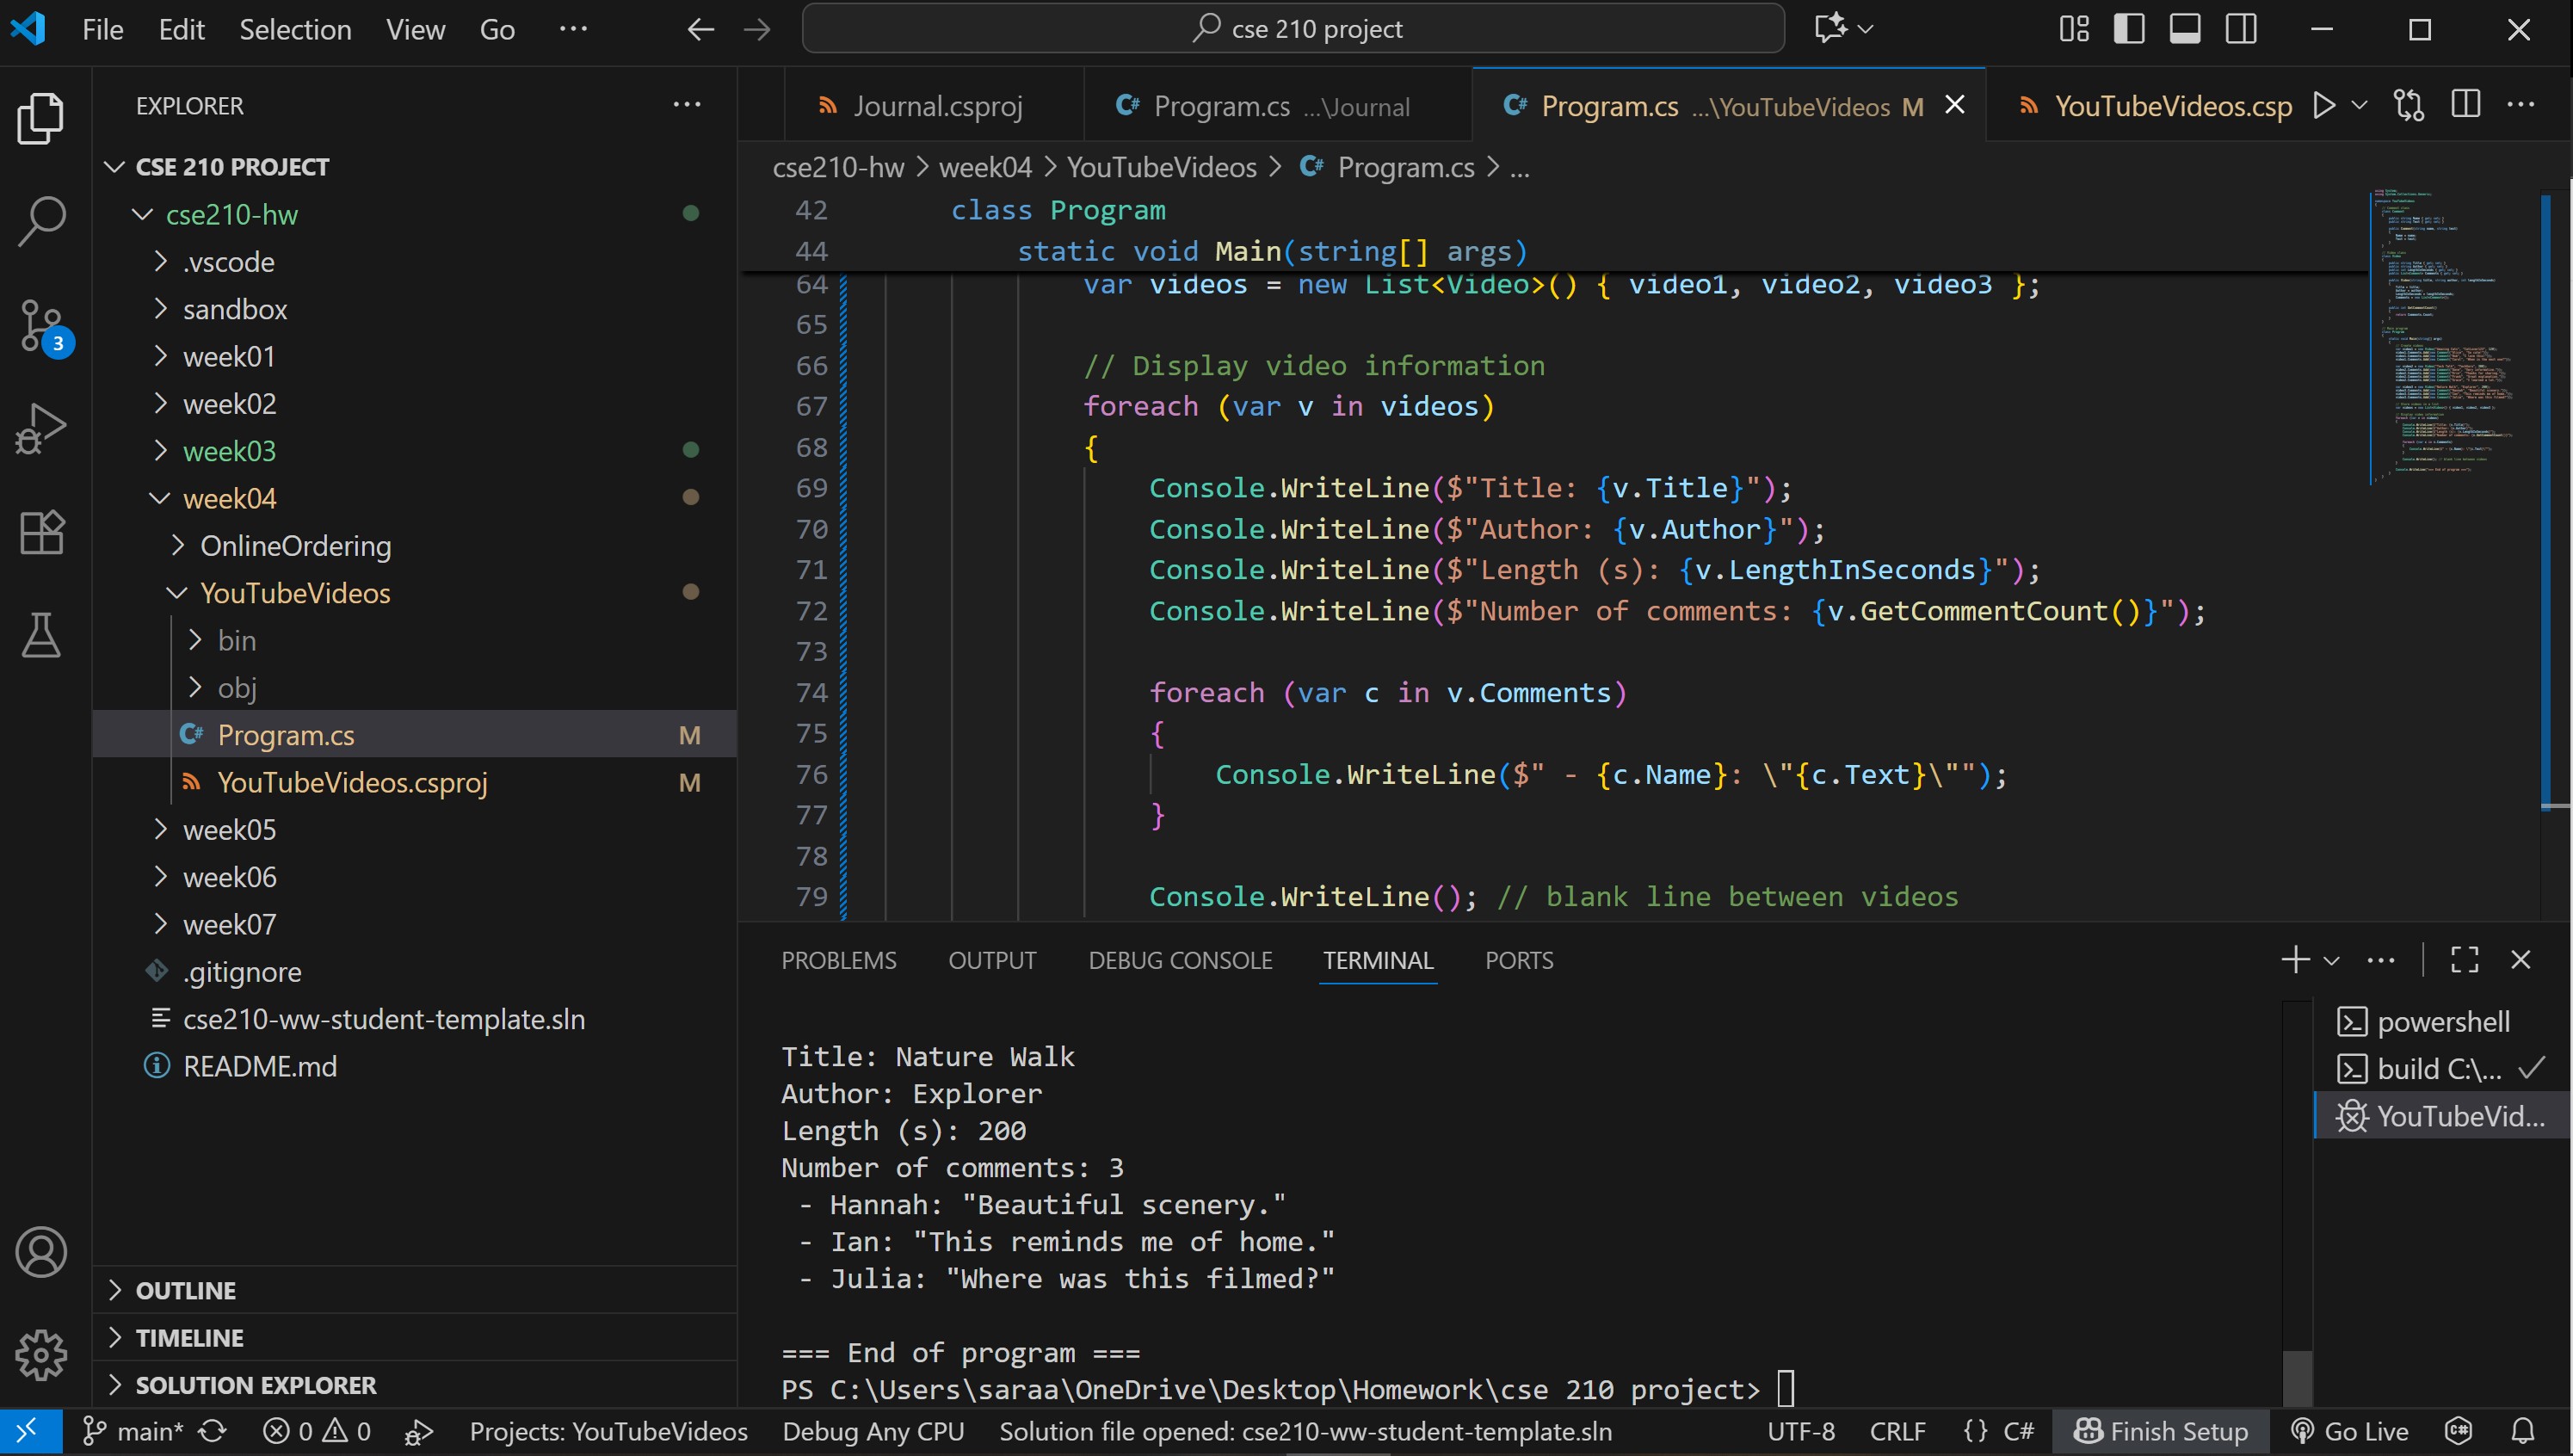 File Edit Selection View Go ··· cse 210 project
EXPLORER
CSE 210 PROJECT
cse210-hw
.vscode
sandbox
week01
3
week02
week03
week04
OnlineOrdering
YouTubeVideos
bin
obj
Program.cs M
YouTubeVideos.csproj M
week05
week06
week07
.gitignore
cse210-ww-student-template.sln
README.md
OUTLINE
TIMELINE
SOLUTION EXPLORER
Journal.csproj Program.cs ...\Journal Program.cs ...\YouTubeVideos M YouTubeVideos.csp
cse210-hw > week04 > YouTubeVideos > Program.cs > ...
42 class Program
44 static void Main(string[] args)
64 var videos = new List<Video>() { video1, video2, video3 };
65
66 // Display video information
67 foreach (var v in videos)
68 {
69 Console.WriteLine($"Title: {v.Title}");
70 Console.WriteLine($"Author: {v.Author}");
71 Console.WriteLine($"Length (s): {v.LengthInSeconds}");
72 Console.WriteLine($"Number of comments: {v.GetCommentCount()}");
73
74 foreach (var c in v.Comments)
75 {
76 Console.WriteLine($" - {c.Name}: \"{c.Text}\"");
77 }
78
79 Console.WriteLine(); // blank line between videos
PROBLEMS OUTPUT DEBUG CONSOLE TERMINAL PORTS
Title: Nature Walk
Author: Explorer
Length (s): 200
Number of comments: 3
- Hannah: "Beautiful scenery."
- Ian: "This reminds me of home."
- Julia: "Where was this filmed?"
=== End of program ===
PS C:\Users\saraa\OneDrive\Desktop\Homework\cse 210 project>
powershell
build C:\...
YouTubeVid...
main* 0 0 Projects: YouTubeVideos Debug Any CPU Solution file opened: cse210-ww-student-template.sln UTF-8 CRLF {} C# Finish Setup Go Live